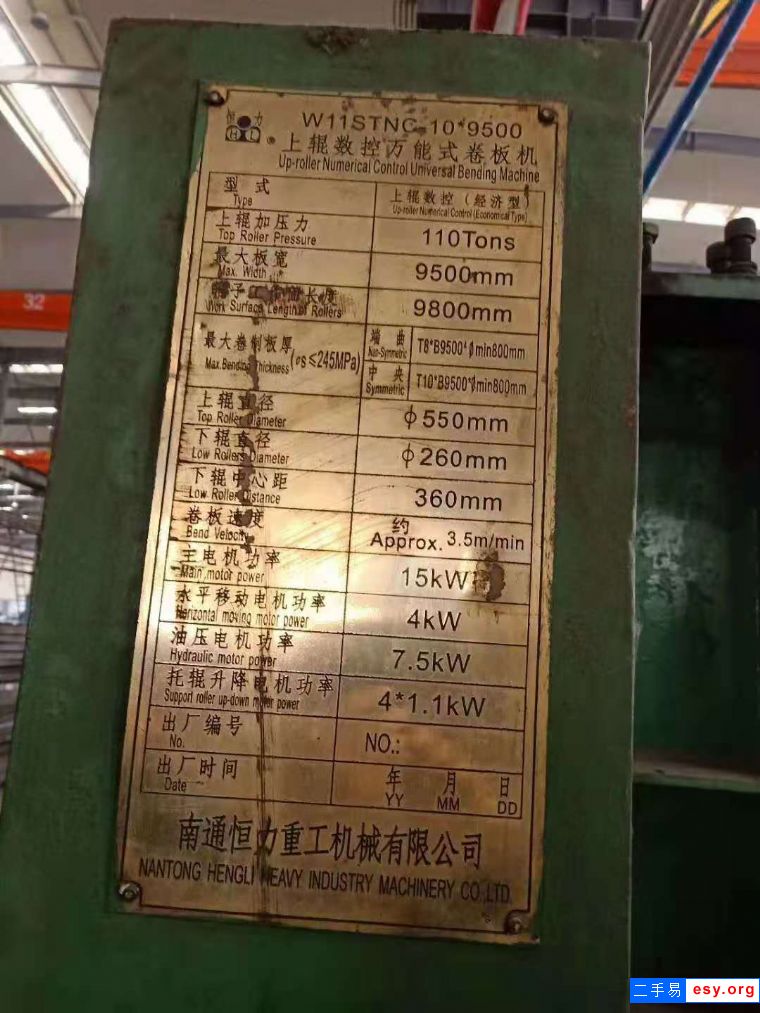 32
恒 力
HL
W11STNC-10*9500
上辊数控万能式卷板机
Up-roller Numerical Control Universal Bending Machine
型式 上辊数控（经济型）
Type Up-roller Numerical Control (Economical Type)
上辊加压力
Top Roller Pressure 110Tons
最大板宽
Max. Width 9500mm
辊子工作面长度
Work Surface Length of Rollers 9800mm
最大卷制板厚 (σs≤245MPa)
Max.Bending Thickness
端曲
Non-Symmetric T8*B9500*ϕmin800mm
中央
Symmetric T10*B9500*ϕmin800mm
上辊直径
Top Roller Diameter ϕ550mm
下辊直径
Low Rollers Diameter ϕ260mm
下辊中心距
Low Roller Distance 360mm
卷板速度 约
Bend Velocity Approx. 3.5m/min
主电机功率
Main motor power 15kW
水平移动电机功率
Horizontal moving motor power 4kW
油压电机功率
Hydraulic motor power 7.5kW
托辊升降电机功率
Support roller up-down motor power 4*1.1kW
出厂编号
No. NO.:
出厂时间 年 月 日
Date YY MM DD
南通恒力重工机械有限公司
NANTONG HENGLI HEAVY INDUSTRY MACHINERY CO.,LTD.
二手易 esy.org